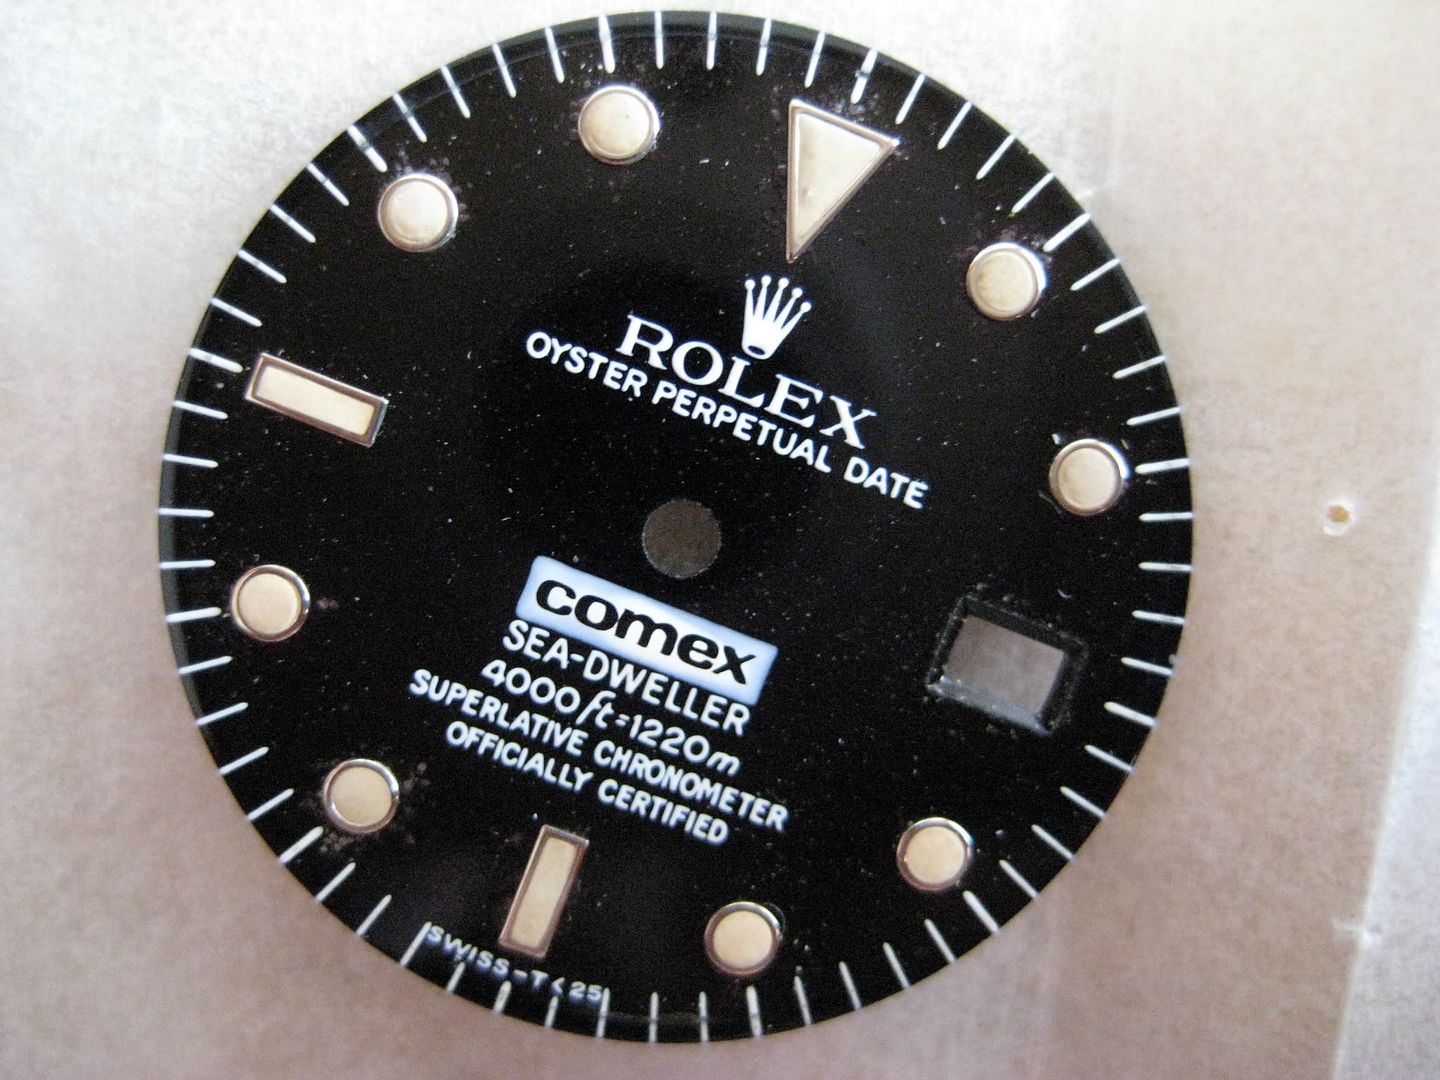 ROLEX
OYSTER PERPETUAL DATE
comex
SEA-DWELLER
4000ft=1220m
SUPERLATIVE CHRONOMETER
OFFICIALLY CERTIFIED
SWISS-T<25